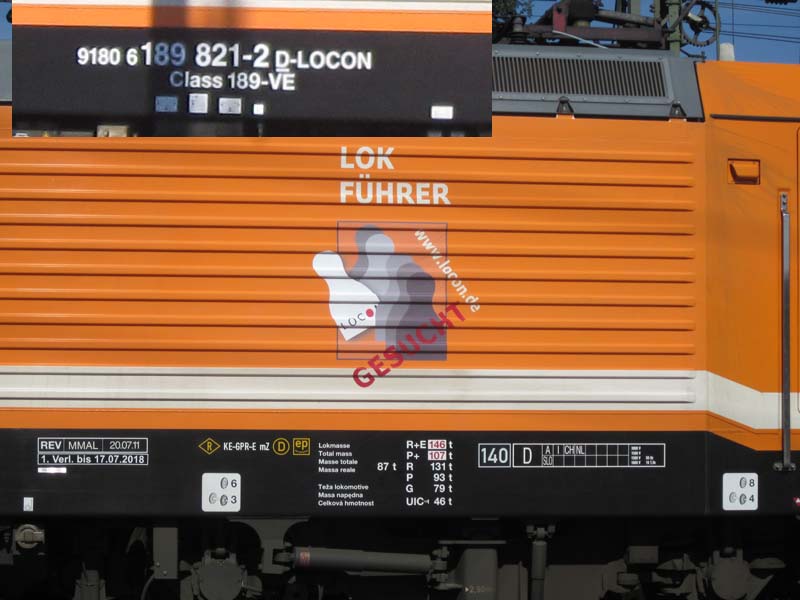 9180 6 189 821-2 D-LOCON
Class 189-VE
LOK
FÜHRER
www.locon.de
LOCON
GESUCHT
REV MMAL 20.07.11
1. Verl. bis 17.07.2018
R KE-GPR-E mZ D ep
Lokmasse
Total mass
Masse totale
Massa reale
87 t
Teža lokomotive
Masa napędna
Celková hmotnost
R+E 146 t
P+ 107 t
R 131 t
P 93 t
G 79 t
UIC 46 t
140
D A I CH NL
SLO
6
3
8
4